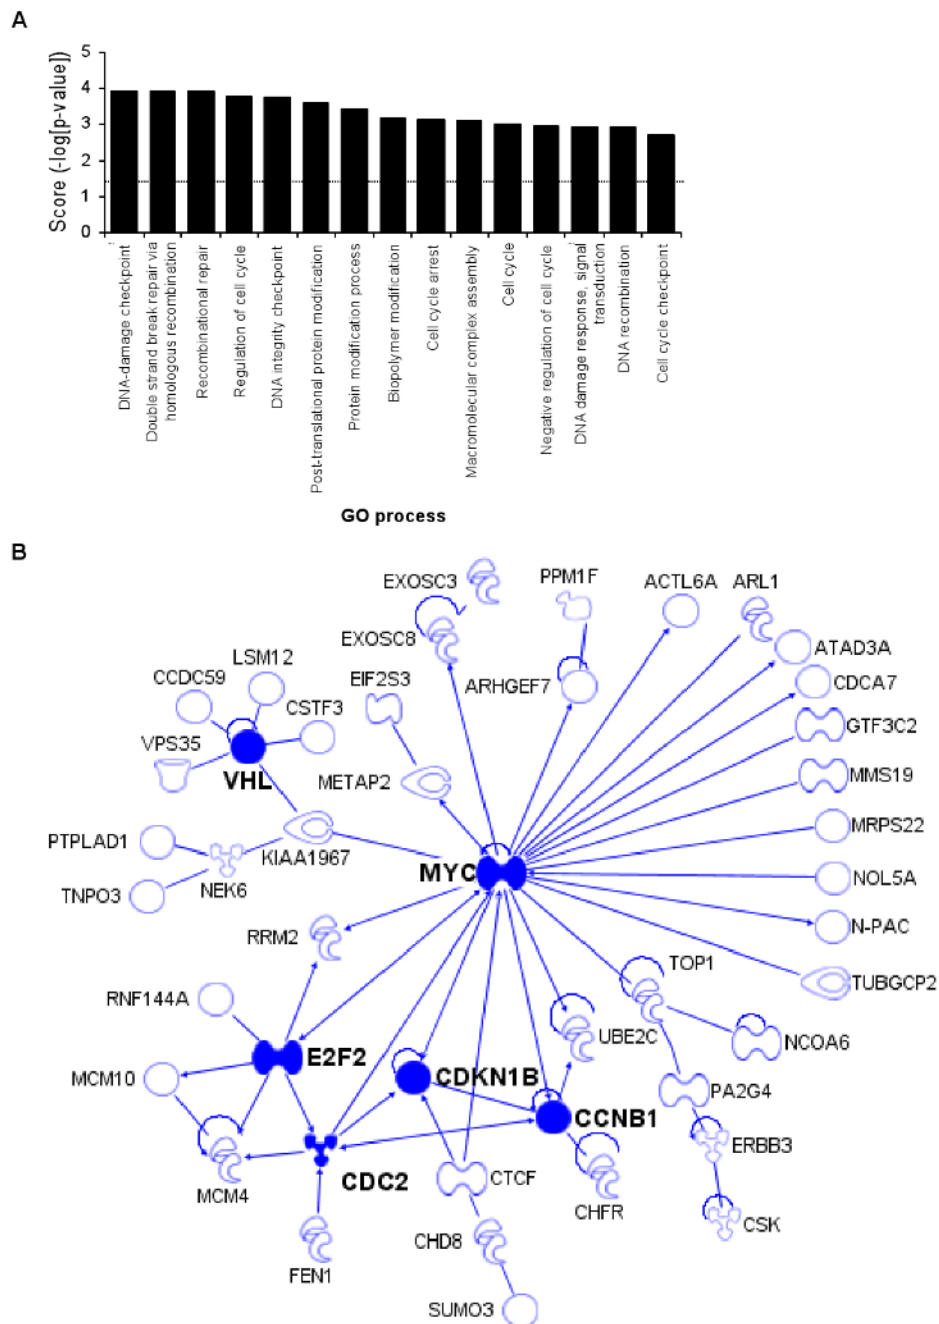 A
Score (-log[p-value])
5
4
3
2
1
0
DNA-damage checkpoint
Double strand break repair via
homologous recombination
Recombinational repair
Regulation of cell cycle
DNA integrity checkpoint
Post-translational protein modification
Protein modification process
Biopolymer modification
Cell cycle arrest
Macromolecular complex assembly
Cell cycle
Negative regulation of cell cycle
DNA damage response, signal
transduction
DNA recombination
Cell cycle checkpoint
GO process
B
EXOSC3
PPM1F
ACTL6A
ARL1
EXOSC8
ATAD3A
LSM12
CCDC59
EIF2S3
ARHGEF7
CDCA7
CSTF3
GTF3C2
VPS35
VHL
METAP2
MMS19
MRPS22
PTPLAD1
KIAA1967
MYC
NEK6
NOL5A
TNPO3
N-PAC
RRM2
TOP1
TUBGCP2
RNF144A
UBE2C
NCOA6
E2F2
CDKN1B
MCM10
PA2G4
CCNB1
ERBB3
CDC2
CTCF
MCM4
CHFR
CSK
CHD8
FEN1
SUMO3